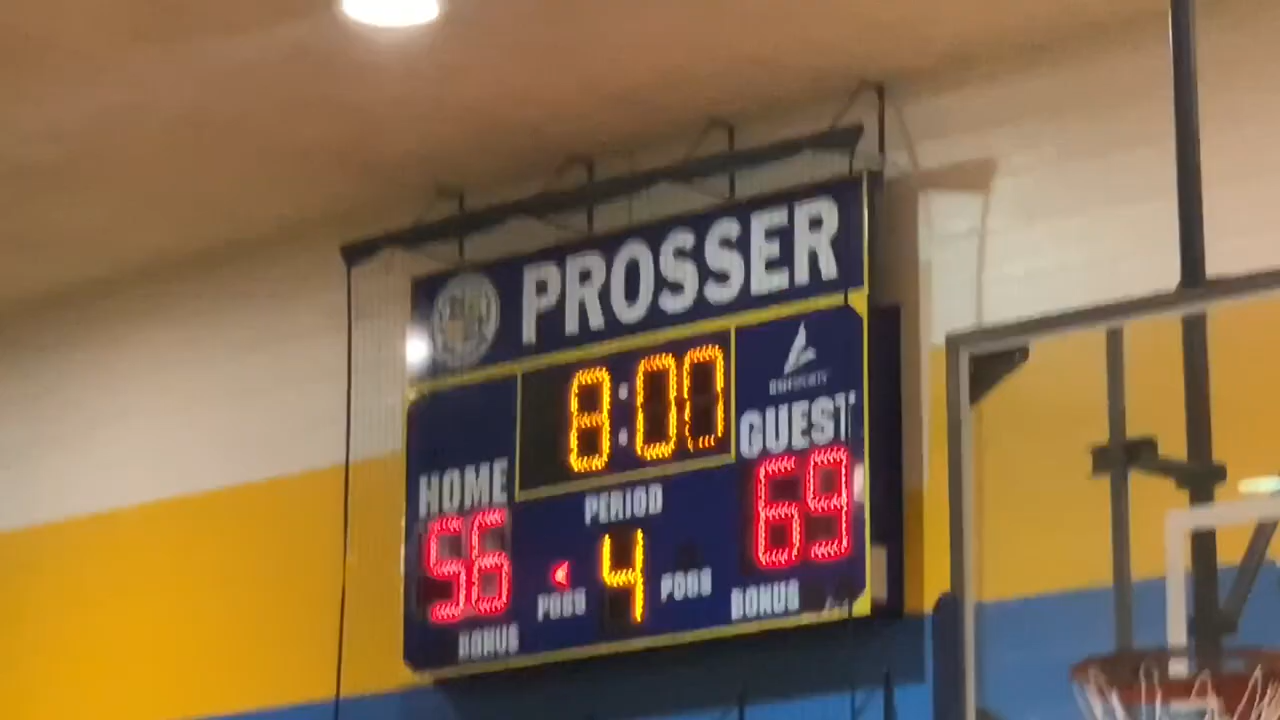 PROSSER
8:00
HOME
GUEST
56
69
PERIOD
4
POSS
POSS
BONUS
BONUS